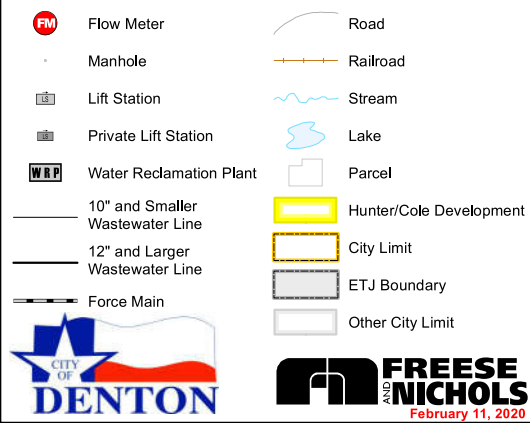 FM
Flow Meter
Manhole
LS
Lift Station
LS
Private Lift Station
WRP
Water Reclamation Plant
10" and Smaller
Wastewater Line
12" and Larger
Wastewater Line
Force Main
Road
Railroad
Stream
Lake
Parcel
Hunter/Cole Development
City Limit
ETJ Boundary
Other City Limit
CITY
OF
DENTON
FREESE
AND NICHOLS
February 11, 2020